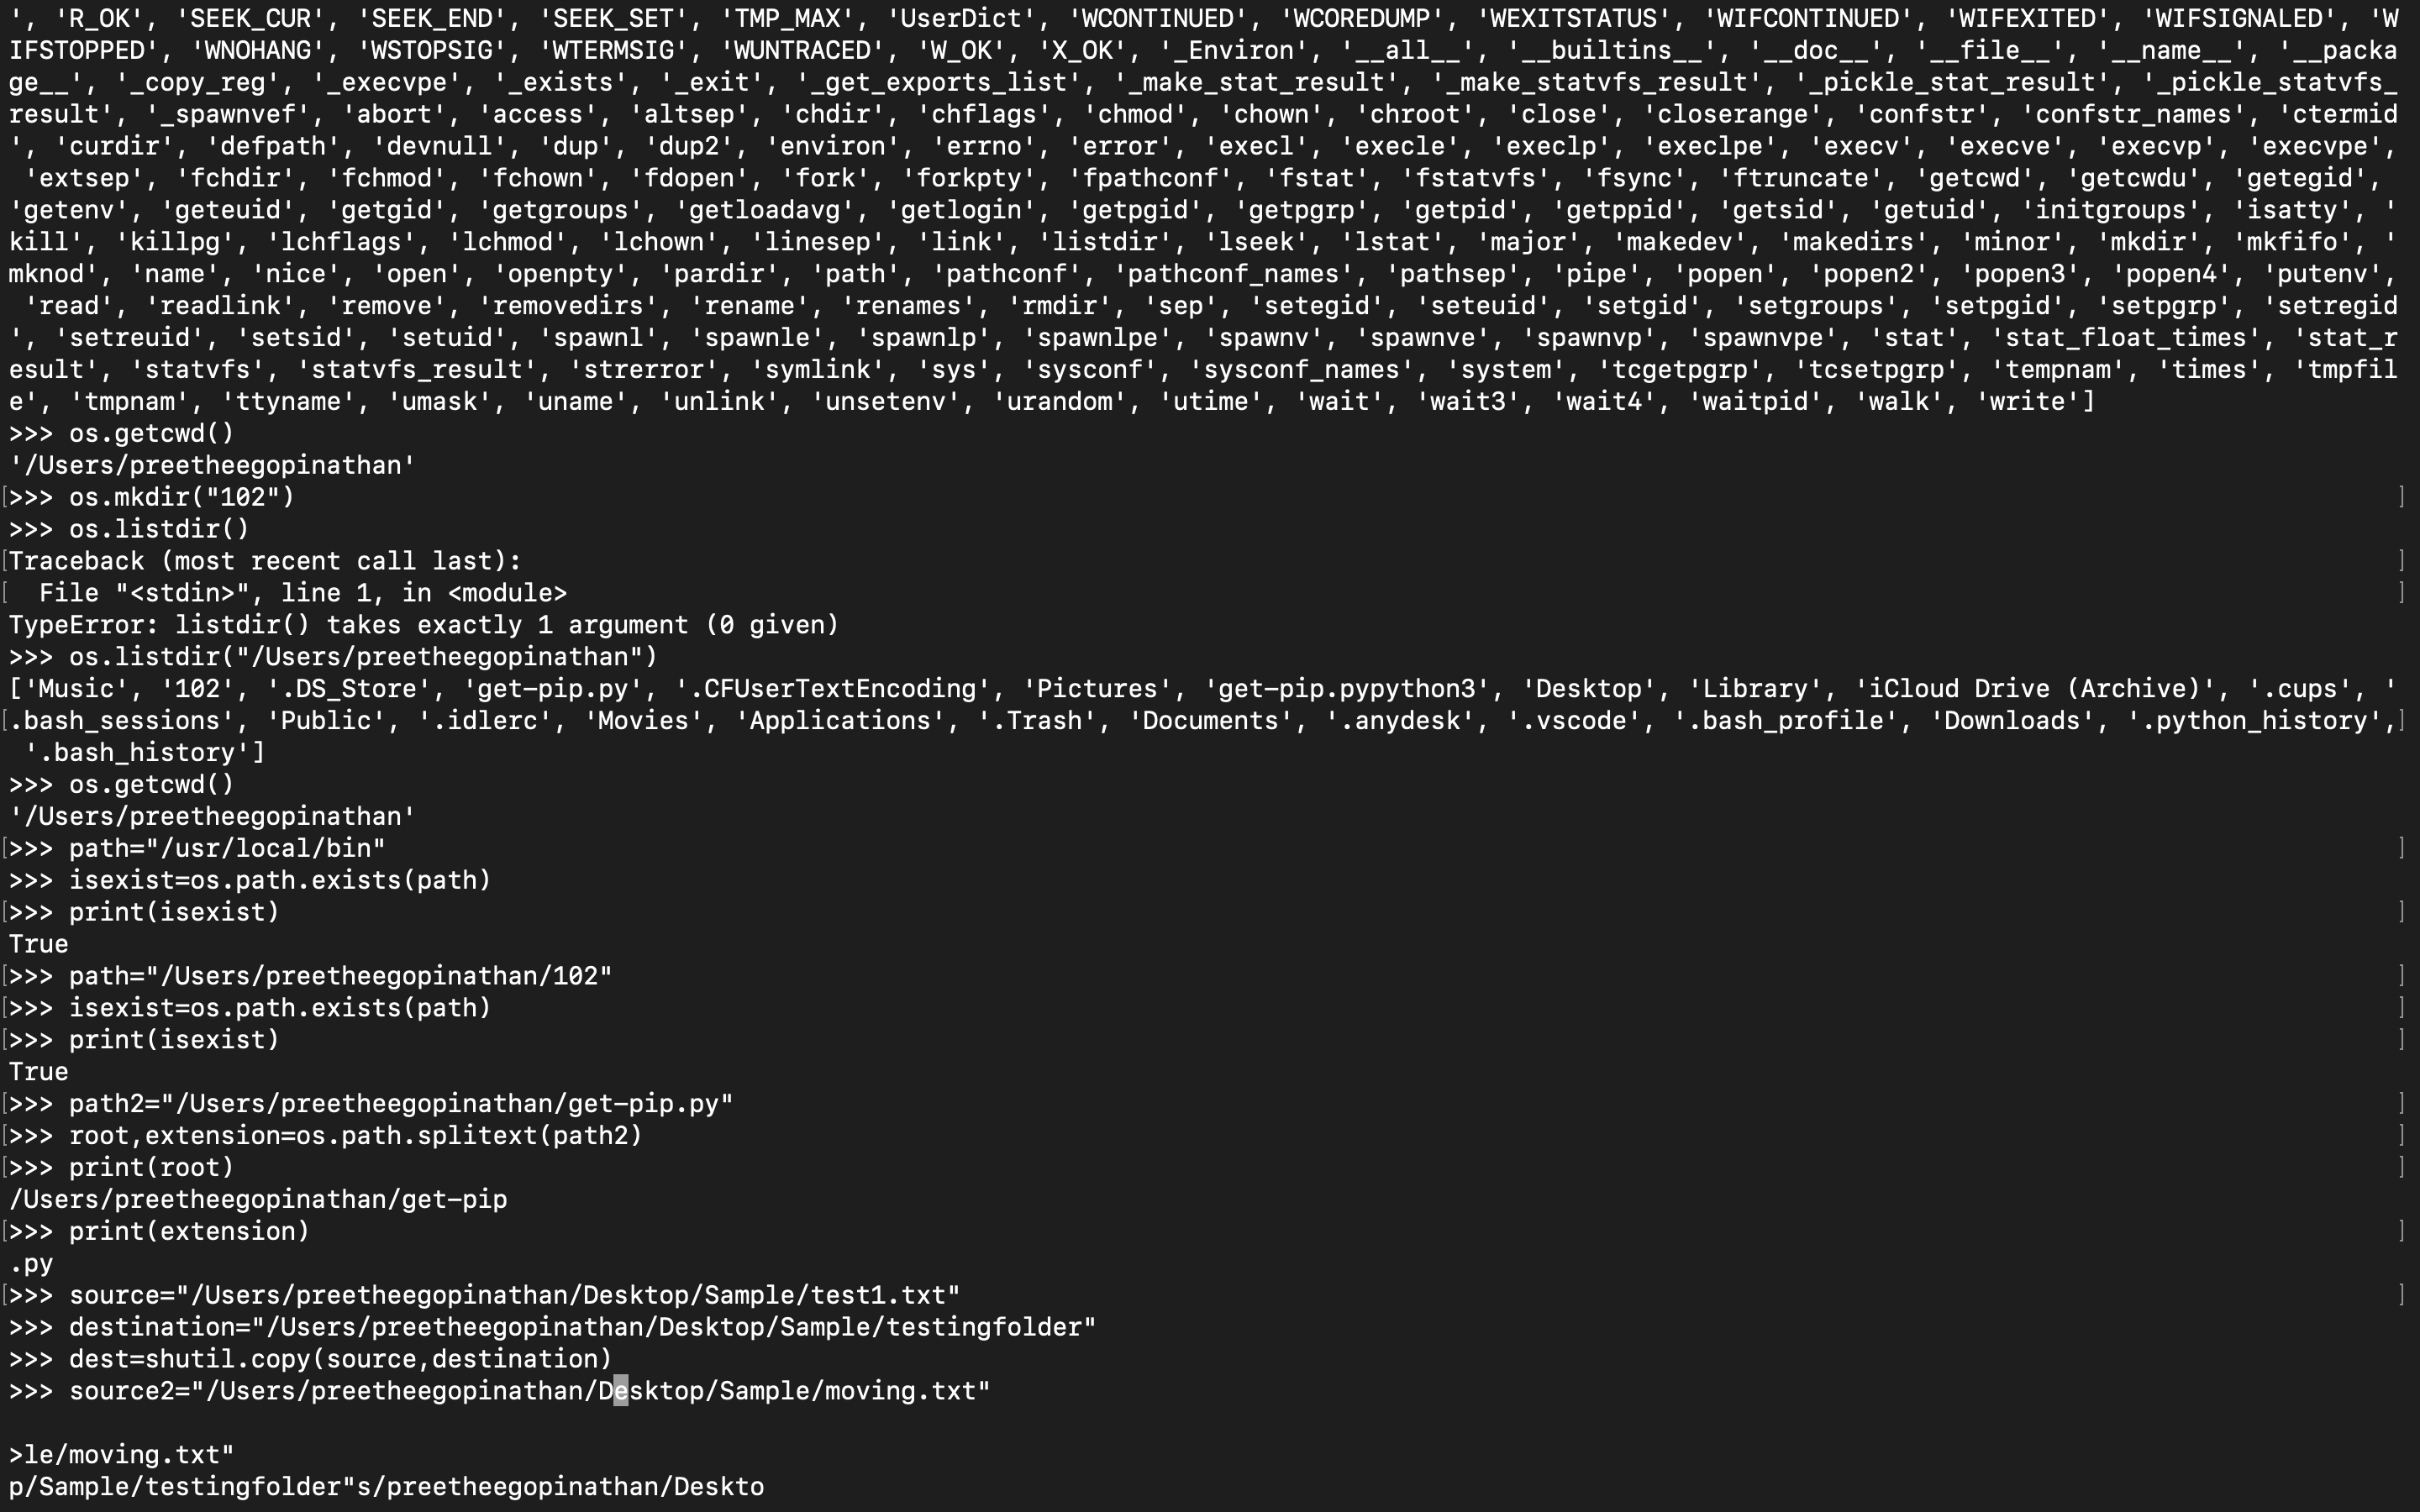 ', 'R_OK', 'SEEK_CUR', 'SEEK_END', 'SEEK_SET', 'TMP_MAX', 'UserDict', 'WCONTINUED', 'WCOREDUMP', 'WEXITSTATUS', 'WIFCONTINUED', 'WIFEXITED', 'WIFSIGNALED', 'W
IFSTOPPED', 'WNOHANG', 'WSTOPSIG', 'WTERMSIG', 'WUNTRACED', 'W_OK', 'X_OK', '_Environ', '__all__', '__builtins__', '__doc__', '__file__', '__name__', '__packa
ge__', '_copy_reg', '_execvpe', '_exists', '_exit', '_get_exports_list', '_make_stat_result', '_make_statvfs_result', '_pickle_stat_result', '_pickle_statvfs_
result', '_spawnvef', 'abort', 'access', 'altsep', 'chdir', 'chflags', 'chmod', 'chown', 'chroot', 'close', 'closerange', 'confstr', 'confstr_names', 'ctermid
', 'curdir', 'defpath', 'devnull', 'dup', 'dup2', 'environ', 'errno', 'error', 'execl', 'execle', 'execlp', 'execlpe', 'execv', 'execve', 'execvp', 'execvpe',
 'extsep', 'fchdir', 'fchmod', 'fchown', 'fdopen', 'fork', 'forkpty', 'fpathconf', 'fstat', 'fstatvfs', 'fsync', 'ftruncate', 'getcwd', 'getcwdu', 'getegid',
'getenv', 'geteuid', 'getgid', 'getgroups', 'getloadavg', 'getlogin', 'getpgid', 'getpgrp', 'getpid', 'getppid', 'getsid', 'getuid', 'initgroups', 'isatty', '
kill', 'killpg', 'lchflags', 'lchmod', 'lchown', 'linesep', 'link', 'listdir', 'lseek', 'lstat', 'major', 'makedev', 'makedirs', 'minor', 'mkdir', 'mkfifo', '
mknod', 'name', 'nice', 'open', 'openpty', 'pardir', 'path', 'pathconf', 'pathconf_names', 'pathsep', 'pipe', 'popen', 'popen2', 'popen3', 'popen4', 'putenv',
 'read', 'readlink', 'remove', 'removedirs', 'rename', 'renames', 'rmdir', 'sep', 'setegid', 'seteuid', 'setgid', 'setgroups', 'setpgid', 'setpgrp', 'setregid
', 'setreuid', 'setsid', 'setuid', 'spawnl', 'spawnle', 'spawnlp', 'spawnlpe', 'spawnv', 'spawnve', 'spawnvp', 'spawnvpe', 'stat', 'stat_float_times', 'stat_r
esult', 'statvfs', 'statvfs_result', 'strerror', 'symlink', 'sys', 'sysconf', 'sysconf_names', 'system', 'tcgetpgrp', 'tcsetpgrp', 'tempnam', 'times', 'tmpfil
e', 'tmpnam', 'ttyname', 'umask', 'uname', 'unlink', 'unsetenv', 'urandom', 'utime', 'wait', 'wait3', 'wait4', 'waitpid', 'walk', 'write']
>>> os.getcwd()
'/Users/preetheegopinathan'
[>>> os.mkdir("102") ]
>>> os.listdir()
[Traceback (most recent call last): ]
[  File "<stdin>", line 1, in <module> ]
TypeError: listdir() takes exactly 1 argument (0 given)
>>> os.listdir("/Users/preetheegopinathan")
['Music', '102', '.DS_Store', 'get-pip.py', '.CFUserTextEncoding', 'Pictures', 'get-pip.pypython3', 'Desktop', 'Library', 'iCloud Drive (Archive)', '.cups', '
[.bash_sessions', 'Public', '.idlerc', 'Movies', 'Applications', '.Trash', 'Documents', '.anydesk', '.vscode', '.bash_profile', 'Downloads', '.python_history',]
 '.bash_history']
>>> os.getcwd()
'/Users/preetheegopinathan'
[>>> path="/usr/local/bin" ]
>>> isexist=os.path.exists(path)
[>>> print(isexist) ]
True
[>>> path="/Users/preetheegopinathan/102" ]
[>>> isexist=os.path.exists(path) ]
[>>> print(isexist) ]
True
[>>> path2="/Users/preetheegopinathan/get-pip.py" ]
[>>> root,extension=os.path.splitext(path2) ]
[>>> print(root) ]
/Users/preetheegopinathan/get-pip
[>>> print(extension) ]
.py
[>>> source="/Users/preetheegopinathan/Desktop/Sample/test1.txt" ]
>>> destination="/Users/preetheegopinathan/Desktop/Sample/testingfolder"
>>> dest=shutil.copy(source,destination)
>>> source2="/Users/preetheegopinathan/Desktop/Sample/moving.txt"
>le/moving.txt"
p/Sample/testingfolder"s/preetheegopinathan/Deskto